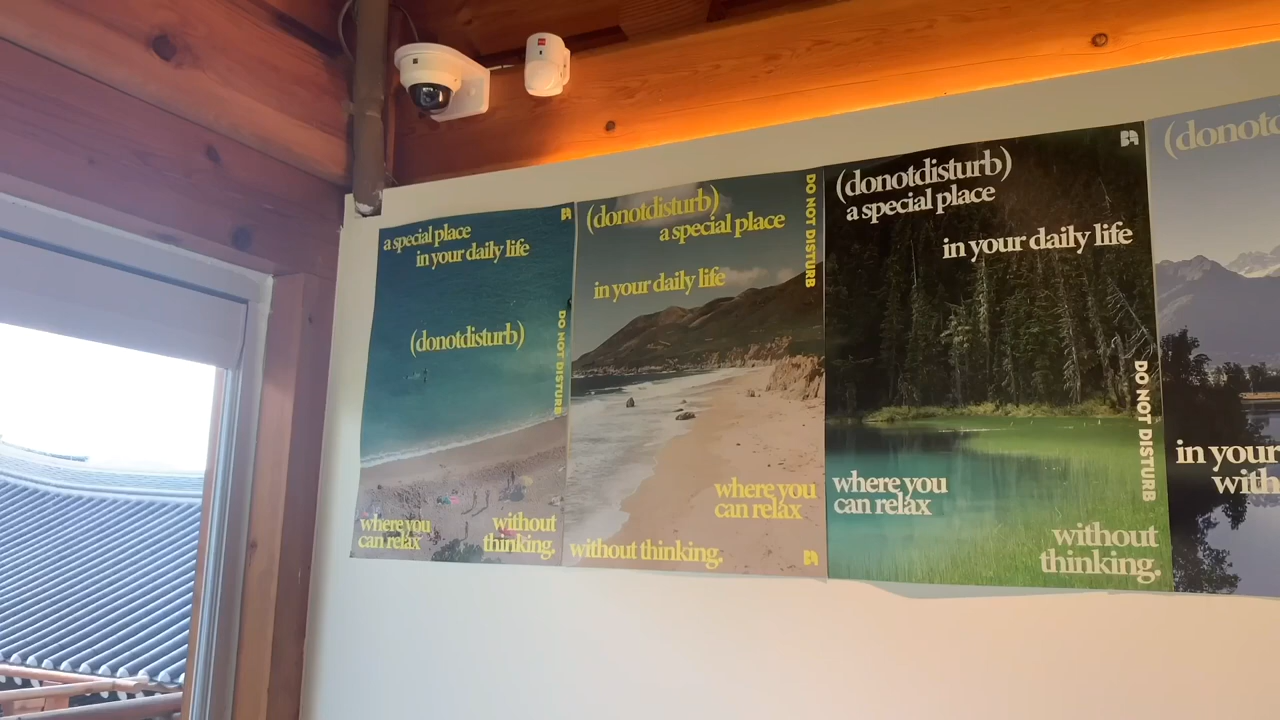 a special place
in your daily life
(donotdisturb)
DO NOT DISTURB
where you
can relax
without
thinking.
(donotdisturb)
a special place
in your daily life
DO NOT DISTURB
where you
can relax
without thinking.
(donotdisturb)
a special place
in your daily life
DO NOT DISTURB
where you
can relax
without
thinking.
(donotd
in your
with